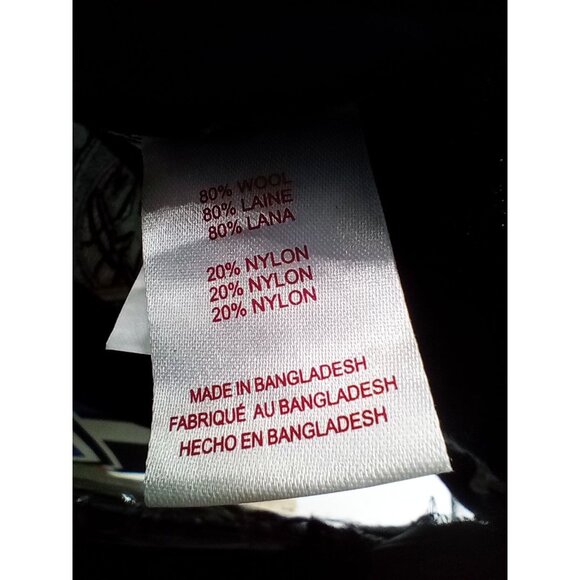 80% WOOL
80% LAINE
80% LANA
20% NYLON
20% NYLON
20% NYLON
MADE IN BANGLADESH
FABRIQUÉ AU BANGLADESH
HECHO EN BANGLADESH